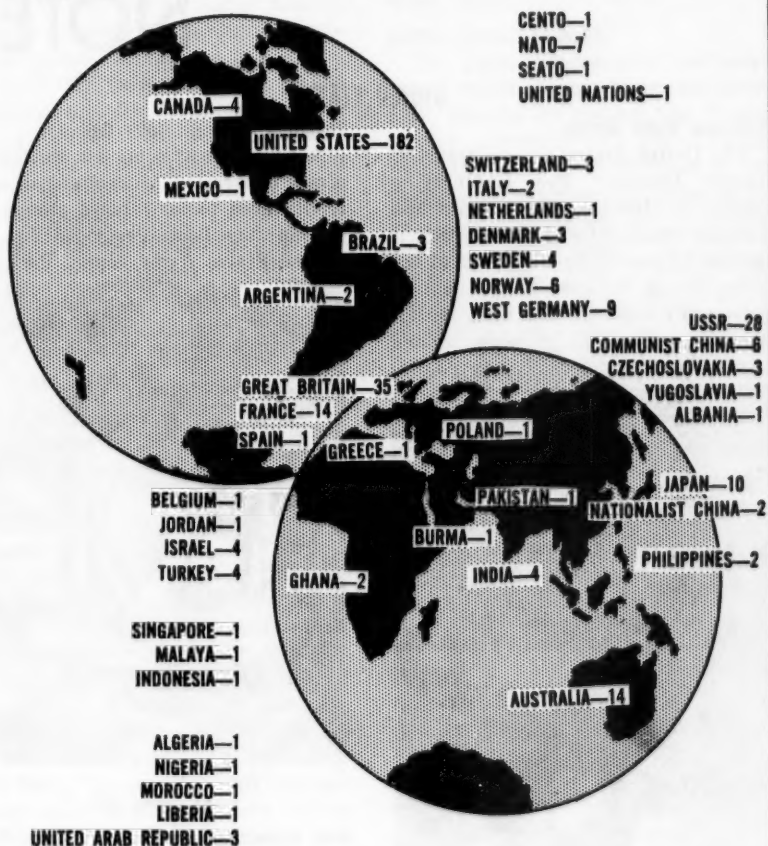 CENTO—1
NATO—7
SEATO—1
UNITED NATIONS—1
CANADA—4
UNITED STATES—182
MEXICO—1
BRAZIL—3
ARGENTINA—2
SWITZERLAND—3
ITALY—2
NETHERLANDS—1
DENMARK—3
SWEDEN—4
NORWAY—6
WEST GERMANY—9
USSR—28
COMMUNIST CHINA—6
CZECHOSLOVAKIA—3
YUGOSLAVIA—1
ALBANIA—1
GREAT BRITAIN—35
FRANCE—14
SPAIN—1
GREECE—1
POLAND—1
PAKISTAN—1
JAPAN—10
NATIONALIST CHINA—2
BURMA—1
INDIA—4
PHILIPPINES—2
GHANA—2
AUSTRALIA—14
BELGIUM—1
JORDAN—1
ISRAEL—4
TURKEY—4
SINGAPORE—1
MALAYA—1
INDONESIA—1
ALGERIA—1
NIGERIA—1
MOROCCO—1
LIBERIA—1
UNITED ARAB REPUBLIC—3